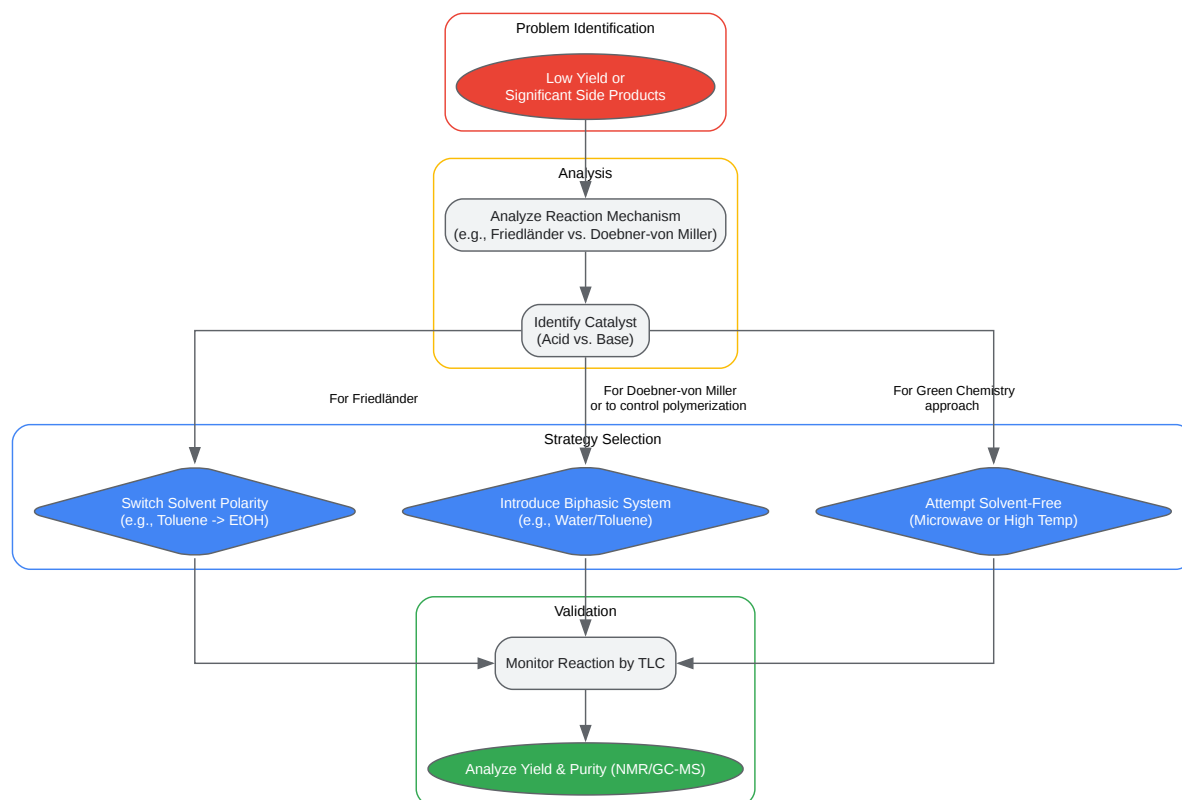 Problem Identification
Low Yield or
Significant Side Products
Analysis
Analyze Reaction Mechanism
(e.g., Friedländer vs. Doebner-von Miller)
Identify Catalyst
(Acid vs. Base)
For Friedländer
For Doebner-von Miller
or to control polymerization
For Green Chemistry
approach
Strategy Selection
Switch Solvent Polarity
(e.g., Toluene -> EtOH)
Introduce Biphasic System
(e.g., Water/Toluene)
Attempt Solvent-Free
(Microwave or High Temp)
Validation
Monitor Reaction by TLC
Analyze Yield & Purity (NMR/GC-MS)